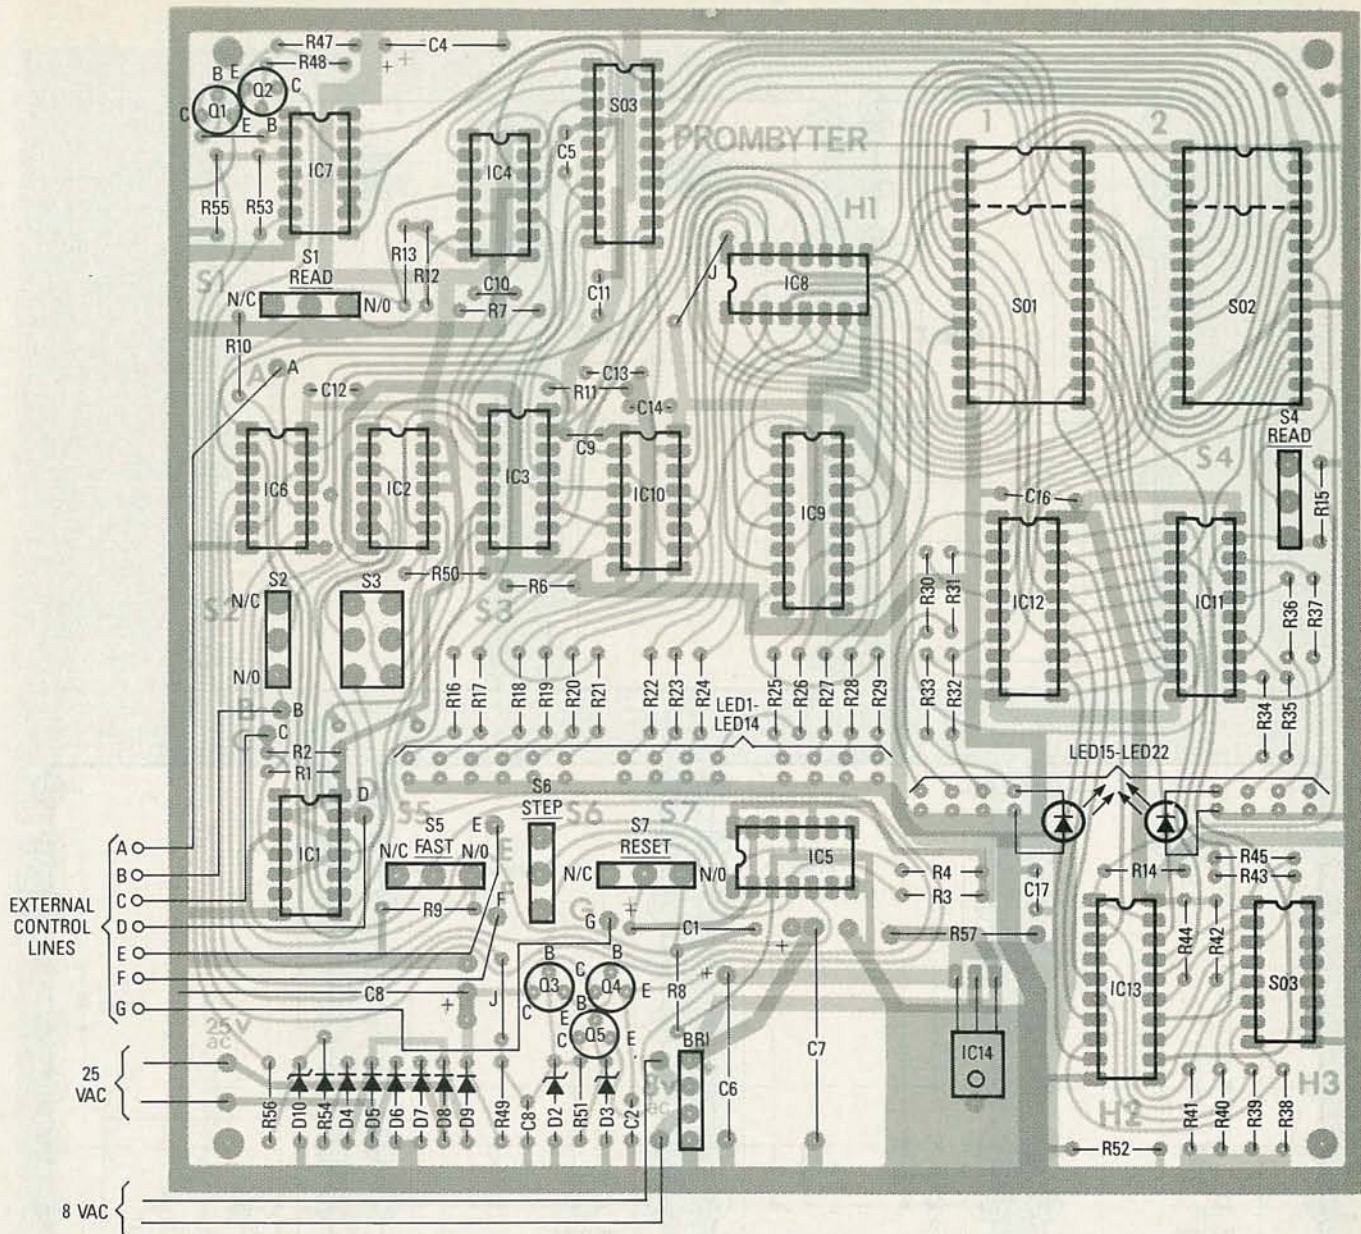 R47
C4
R48
B E
Q2
C
Q1
C
E B
IC7
IC4
C5
S03
PROMBYTER
1
2
R55
R53
R13
R12
H1
S1
S1
READ
N/C
N/O
C10
R7
C11
J
IC8
S01
S02
R10
A
A
C12
C13
R11
C14
C9
S4
READ
S4
IC6
IC2
IC3
IC10
IC9
C16
R15
S2
N/C
N/O
S3
R50
R6
S3
R30
R31
IC12
IC11
R36
R37
R16
R17
R18
R19
R20
R21
R22
R23
R24
R25
R26
R27
R28
R29
R33
R32
R34
R35
LED1-
LED14
LED15-LED22
B
B
C
R2
R1
D
IC1
S5
S5
FAST
N/C
N/O
E
E
S6
STEP
S6
S7
S7
RESET
N/C
N/O
IC5
R4
R3
C17
R14
R45
R43
EXTERNAL
CONTROL
LINES
A
B
C
D
E
F
G
R9
F
F
G
G
+
C1
+
R57
R44
R42
IC13
S03
C8
+
J
B
Q3
C
E
C
B
Q4
E
B
Q5
C
E
R8
+
C6
C7
IC14
25V
ac
25
VAC
R56
D10
R54
D4
D5
D6
D7
D8
D9
R49
C8
D2
R51
D3
C2
BR1
8v
ac
H2
H3
R41
R40
R39
R38
R52
8 VAC